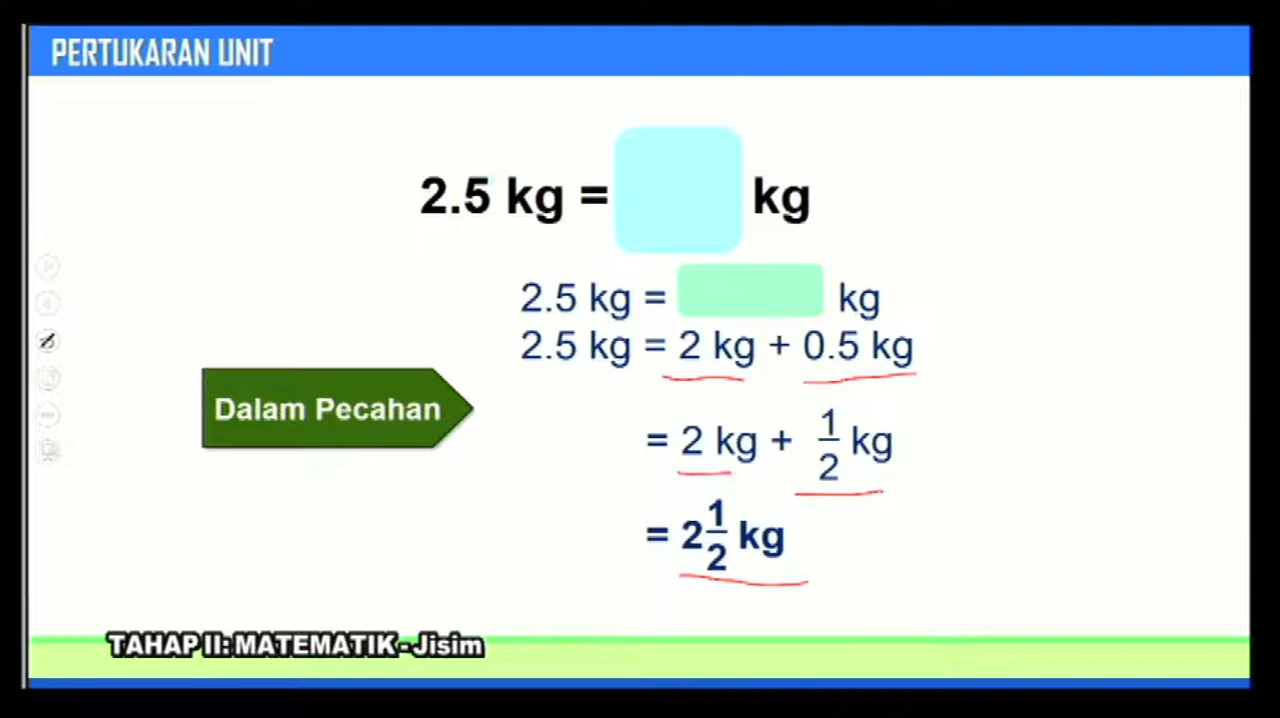 PERTUKARAN UNIT
2.5 kg = kg
2.5 kg = kg
2.5 kg = 2 kg + 0.5 kg
Dalam Pecahan
= 2 kg + 1/2 kg
= 2 1/2 kg
TAHAP II: MATEMATIK - Jisim